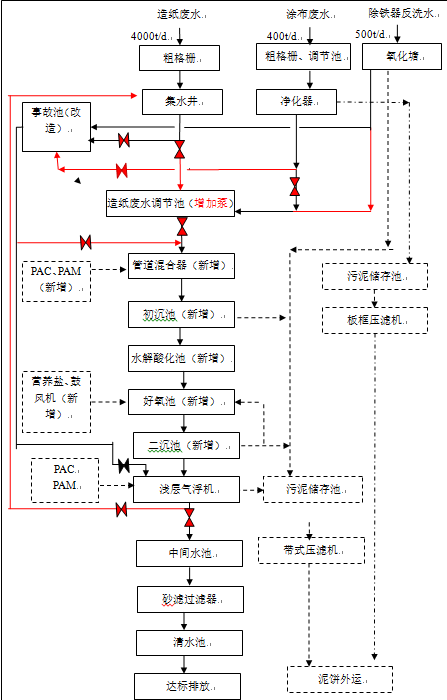 造纸废水
涂布废水
除铁器反洗水
4000t/d
400t/d
500t/d
粗格栅
粗格栅、调节池
氧化塘
集水井
净化器
事故池（改
造）
造纸废水调节池（增加泵）
管道混合器（新增）
PAC、PAM
（新增）
污泥储存池
初沉池（新增）
板框压滤机
水解酸化池（新增）
营养盐、鼓
风机（新
增）
好氧池（新增）
二沉池（新增）
PAC
PAM
浅层气浮机
污泥储存池
中间水池
带式压滤机
砂滤过滤器
清水池
达标排放
泥饼外运